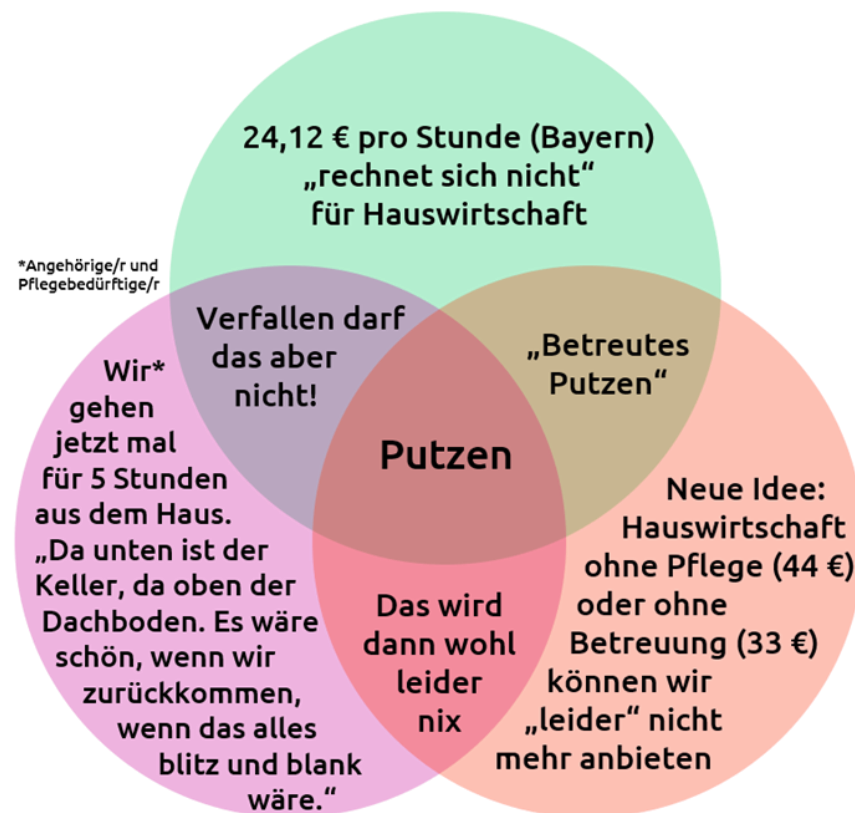 24,12 € pro Stunde (Bayern)
„rechnet sich nicht“
für Hauswirtschaft
*Angehörige/r und
Pflegebedürftige/r
Verfallen darf
das aber
nicht!
„Betreutes
Putzen“
Wir*
gehen
jetzt mal
für 5 Stunden
aus dem Haus.
„Da unten ist der
Keller, da oben der
Dachboden. Es wäre
schön, wenn wir
zurückkommen,
wenn das alles
blitz und blank
wäre.“
Putzen
Das wird
dann wohl
leider
nix
Neue Idee:
Hauswirtschaft
ohne Pflege (44 €)
oder ohne
Betreuung (33 €)
können wir
„leider“ nicht
mehr anbieten